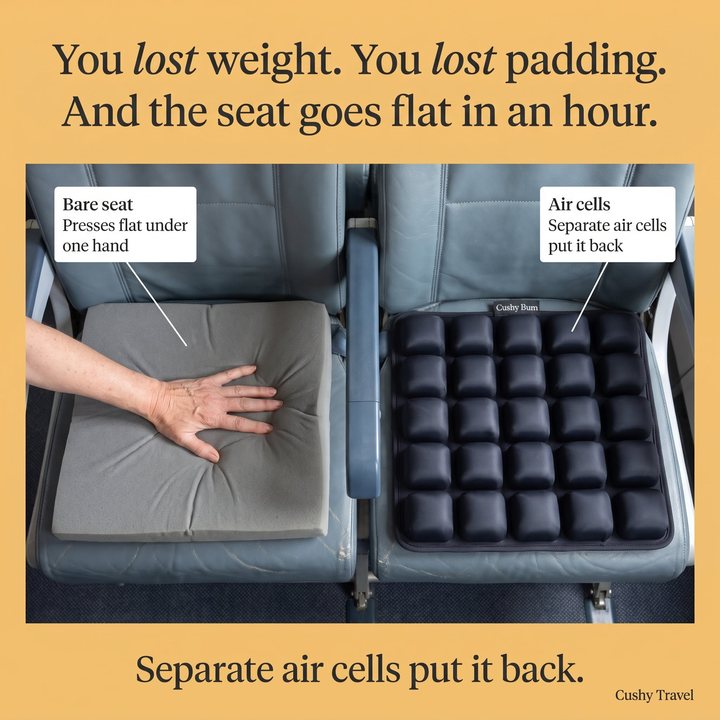 You lost weight. You lost padding.
And the seat goes flat in an hour.
Bare seat
Presses flat under
one hand
Air cells
Separate air cells
put it back
Cushy Bum
Separate air cells put it back.
Cushy Travel